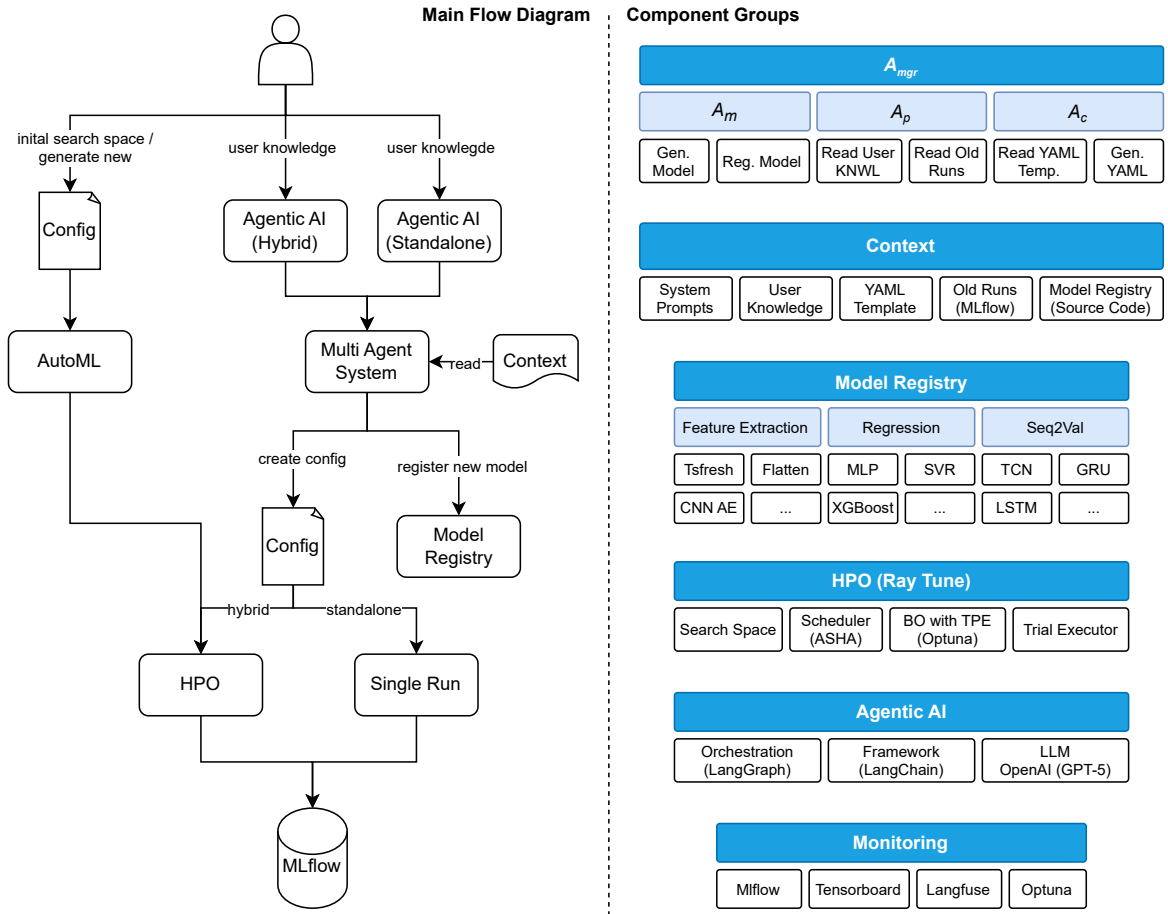 Main Flow Diagram
inital search space /
generate new
user knowledge
user knowlegde
Config
Agentic AI
(Hybrid)
Agentic AI
(Standalone)
AutoML
Multi Agent
System
read
Context
create config
register new model
Config
Model
Registry
hybrid
standalone
HPO
Single Run
MLflow
Component Groups
A_mgr
A_m
A_p
A_c
Gen.
Model
Reg. Model
Read User
KNWL
Read Old
Runs
Read YAML
Temp.
Gen.
YAML
Context
System
Prompts
User
Knowledge
YAML
Template
Old Runs
(MLflow)
Model Registry
(Source Code)
Model Registry
Feature Extraction
Regression
Seq2Val
Tsfresh
Flatten
MLP
SVR
TCN
GRU
CNN AE
...
XGBoost
...
LSTM
...
HPO (Ray Tune)
Search Space
Scheduler
(ASHA)
BO with TPE
(Optuna)
Trial Executor
Agentic AI
Orchestration
(LangGraph)
Framework
(LangChain)
LLM
OpenAI (GPT-5)
Monitoring
Mlflow
Tensorboard
Langfuse
Optuna